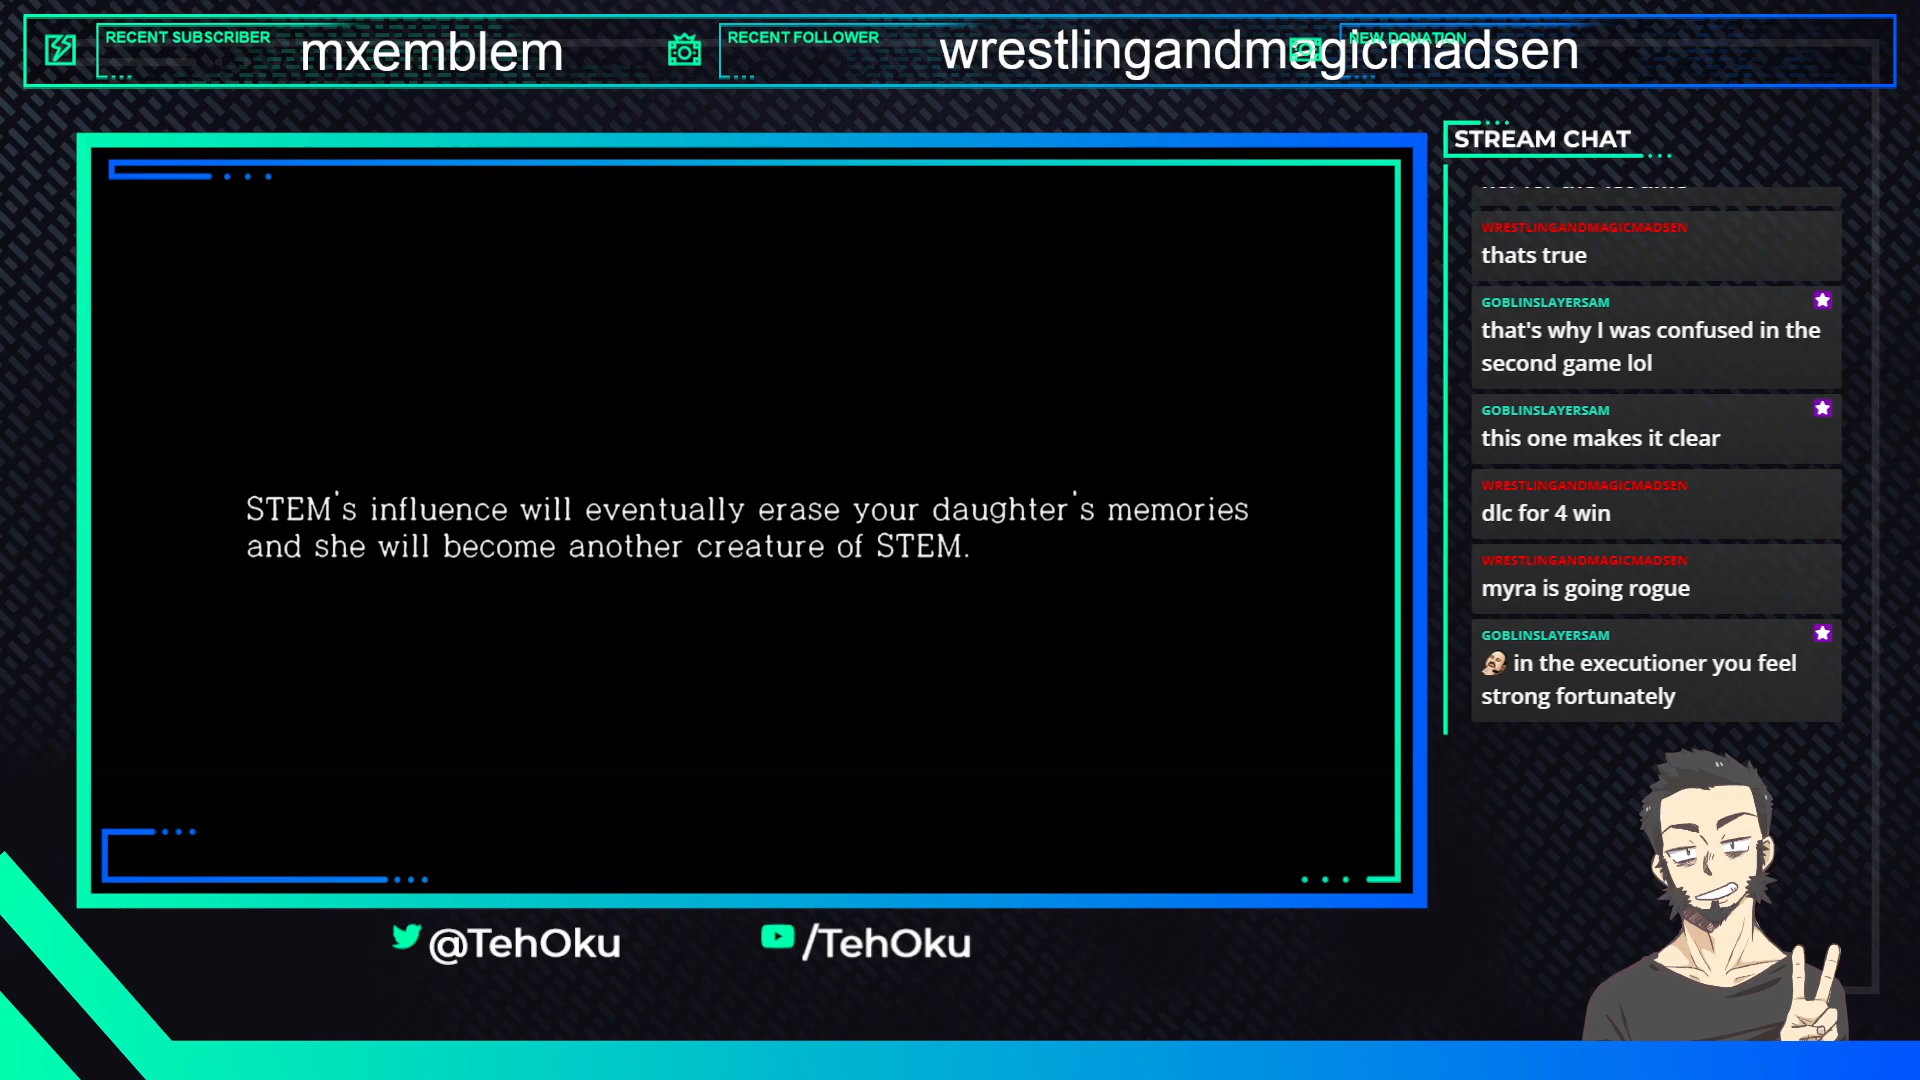 RECENT SUBSCRIBER
mxemblem
RECENT FOLLOWER
wrestlingandmagicmadsen
NEW DONATION
STREAM CHAT
WRESTLINGANDMAGICMADSEN
thats true
GOBLINSLAYERSAM
that's why I was confused in the
second game lol
GOBLINSLAYERSAM
this one makes it clear
WRESTLINGANDMAGICMADSEN
dlc for 4 win
WRESTLINGANDMAGICMADSEN
myra is going rogue
GOBLINSLAYERSAM
in the executioner you feel
strong fortunately
STEM's influence will eventually erase your daughter's memories
and she will become another creature of STEM.
@TehOku
/TehOku